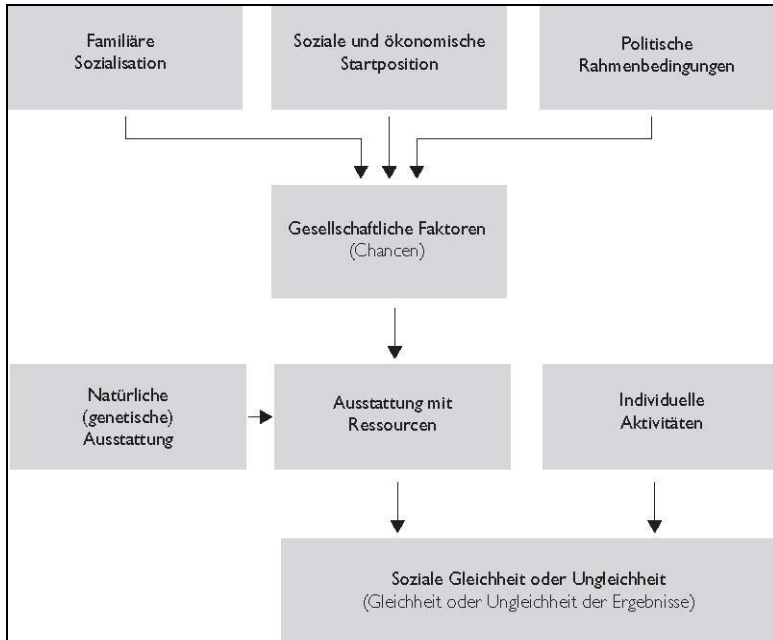 Familiäre
Sozialisation
Soziale und ökonomische
Startposition
Politische
Rahmenbedingungen
Gesellschaftliche Faktoren
(Chancen)
Natürliche
(genetische)
Ausstattung
Ausstattung mit
Ressourcen
Individuelle
Aktivitäten
Soziale Gleichheit oder Ungleichheit
(Gleichheit oder Ungleichheit der Ergebnisse)